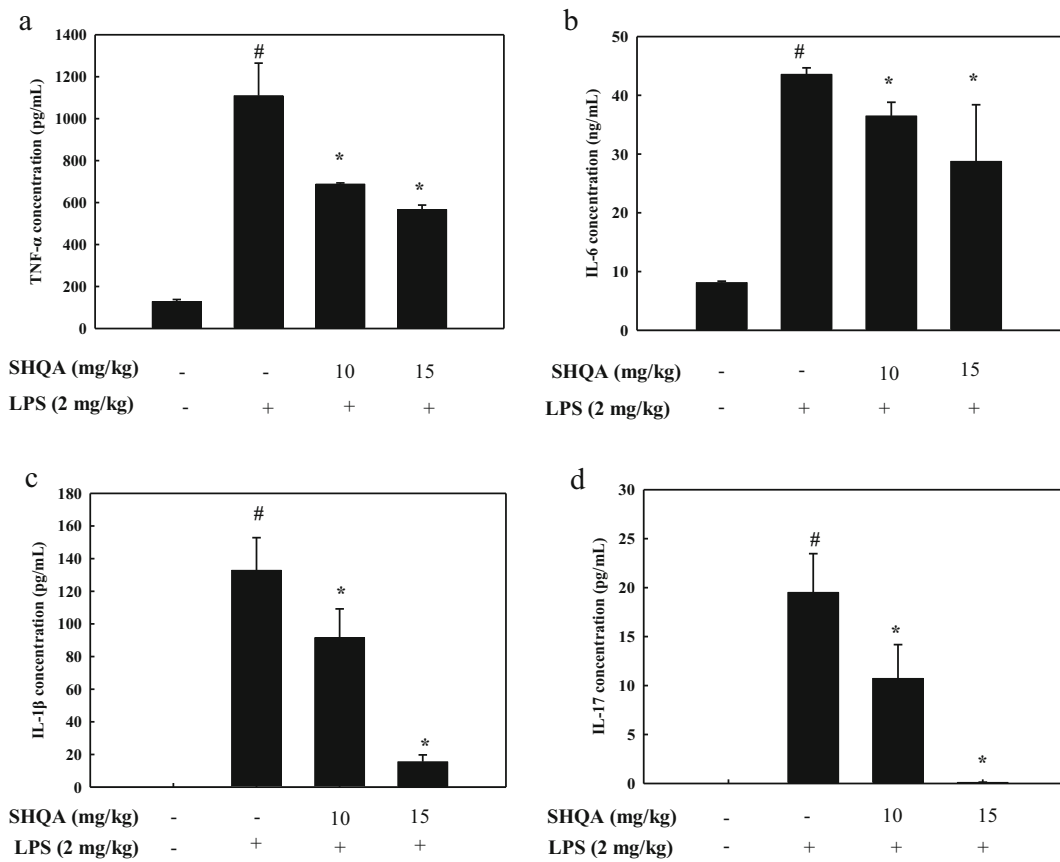 a
TNF-α concentration (pg/mL)
1400
1200
1000
800
600
400
200
0
#
*
*
SHQA (mg/kg) - - 10 15
LPS (2 mg/kg) - + + +
b
IL-6 concentration (ng/mL)
50
40
30
20
10
0
#
*
*
SHQA (mg/kg) - - 10 15
LPS (2 mg/kg) - + + +
c
IL-1β concentration (pg/mL)
180
160
140
120
100
80
60
40
20
0
#
*
*
SHQA (mg/kg) - - 10 15
LPS (2 mg/kg) - + + +
d
IL-17 concentration (pg/mL)
30
25
20
15
10
5
0
#
*
*
SHQA (mg/kg) - - 10 15
LPS (2 mg/kg) - + + +